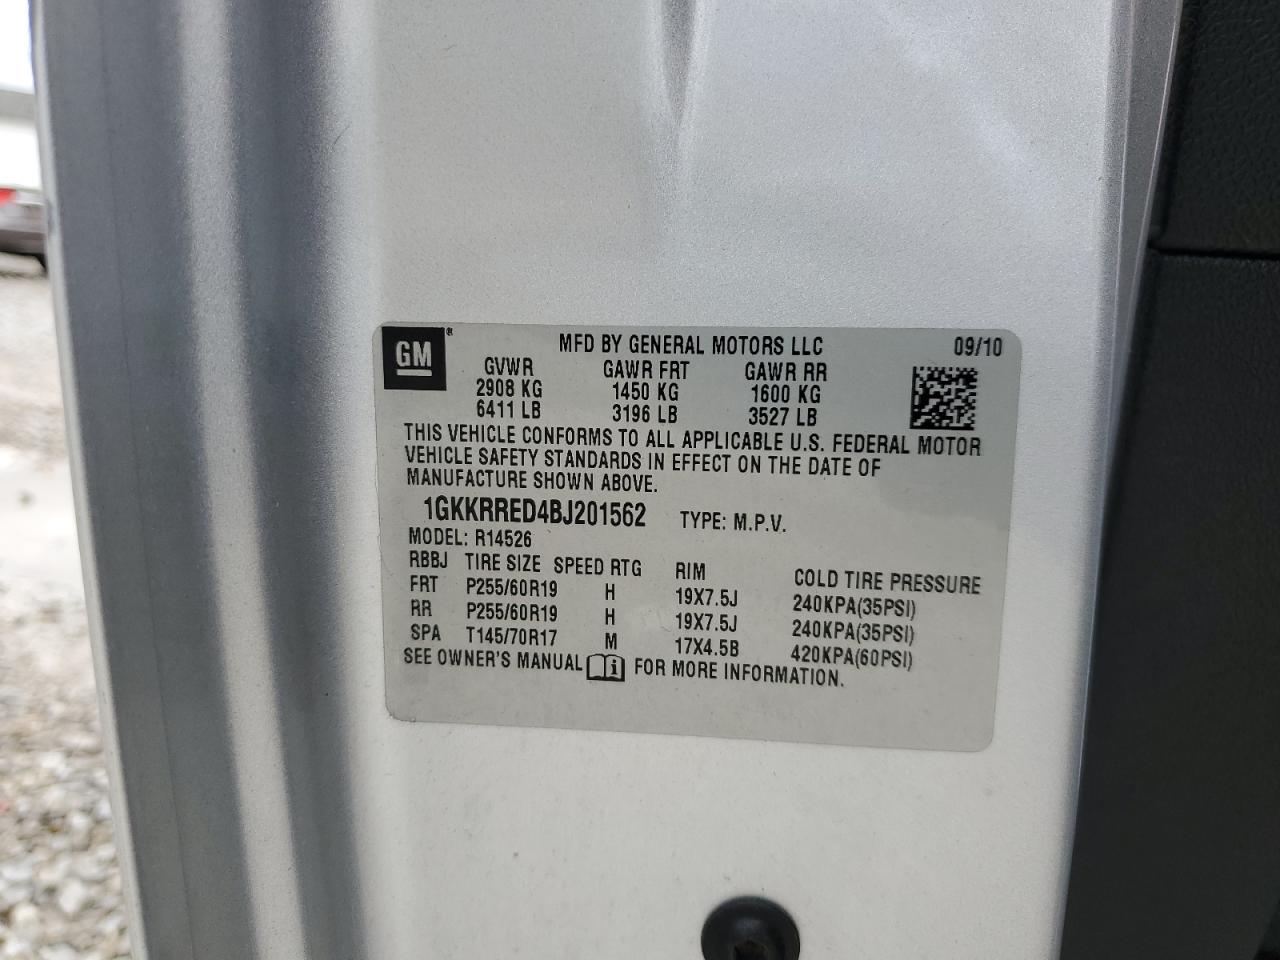 GM® MFD BY GENERAL MOTORS LLC 09/10
GVWR GAWR FRT GAWR RR
2908 KG 1450 KG 1600 KG
6411 LB 3196 LB 3527 LB
THIS VEHICLE CONFORMS TO ALL APPLICABLE U.S. FEDERAL MOTOR
VEHICLE SAFETY STANDARDS IN EFFECT ON THE DATE OF
MANUFACTURE SHOWN ABOVE.
1GKKRRED4BJ201562 TYPE: M.P.V.
MODEL: R14526
RBBJ TIRE SIZE SPEED RTG RIM COLD TIRE PRESSURE
FRT P255/60R19 H 19X7.5J 240KPA(35PSI)
RR P255/60R19 H 19X7.5J 240KPA(35PSI)
SPA T145/70R17 M 17X4.5B 420KPA(60PSI)
SEE OWNER'S MANUAL FOR MORE INFORMATION.